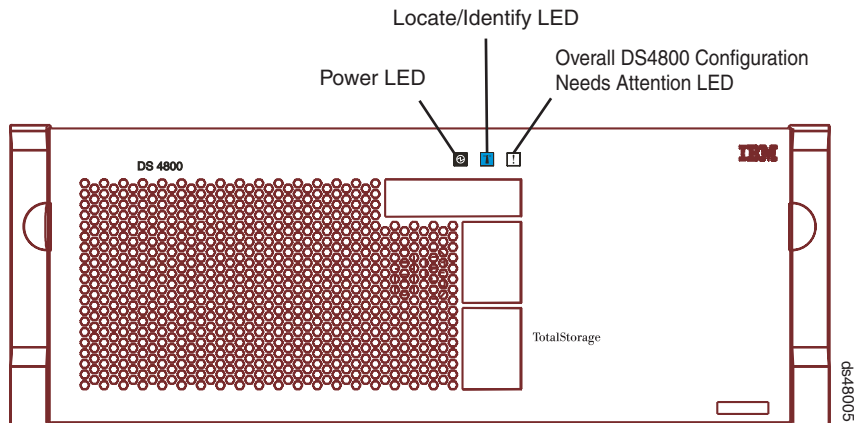 Locate/Identify LED
Overall DS4800 Configuration
Needs Attention LED
Power LED
DS 4800
!
IBM
TotalStorage
ds48005